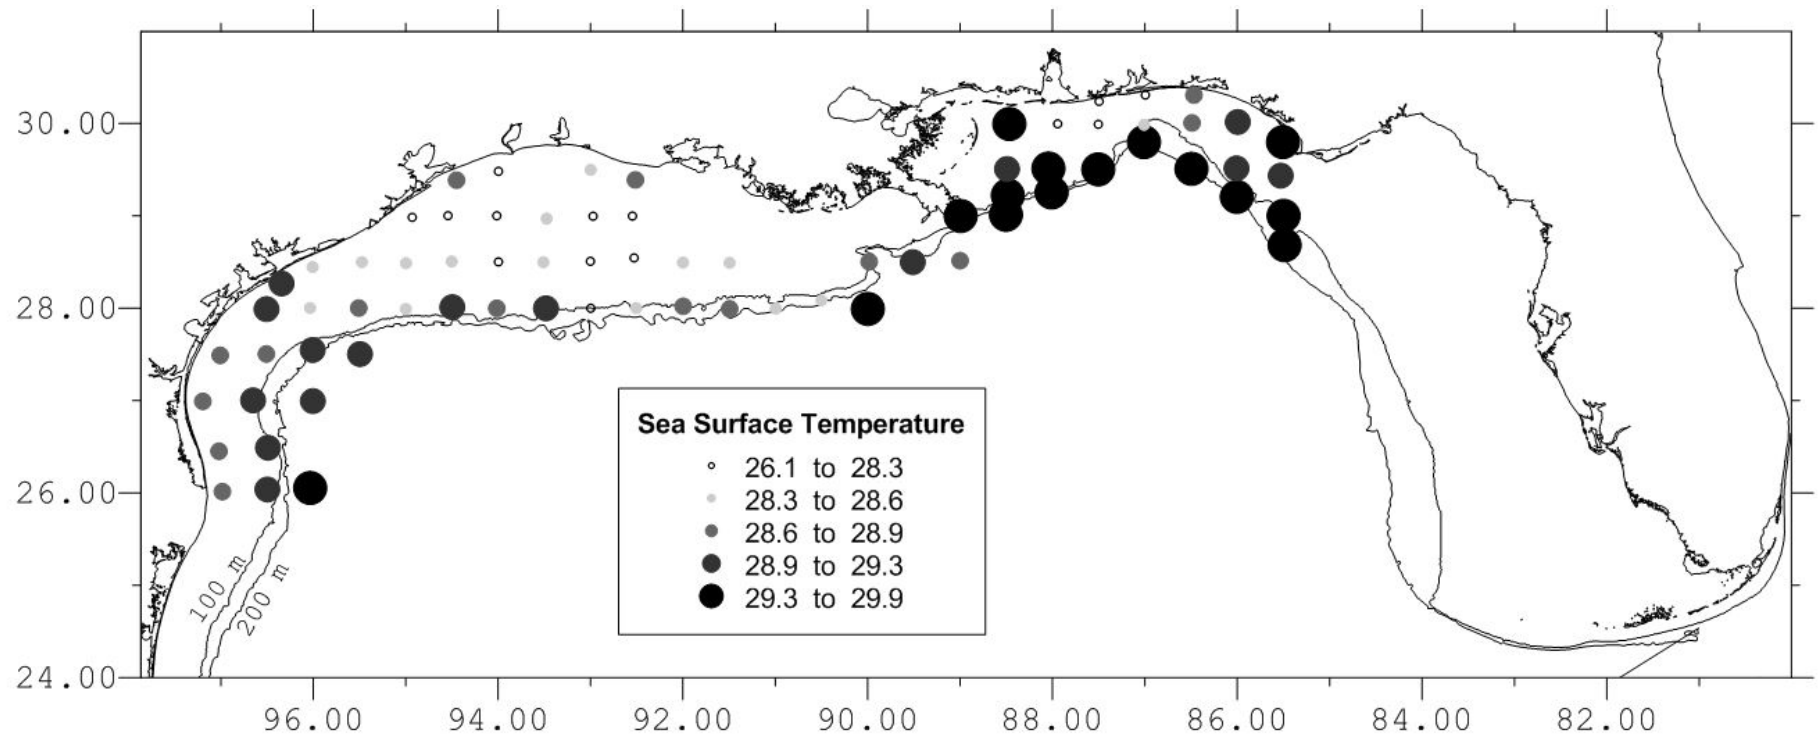 30.00
28.00
26.00
24.00
100 m
200 m
Sea Surface Temperature
26.1 to 28.3
28.3 to 28.6
28.6 to 28.9
28.9 to 29.3
29.3 to 29.9
96.00 94.00 92.00 90.00 88.00 86.00 84.00 82.00